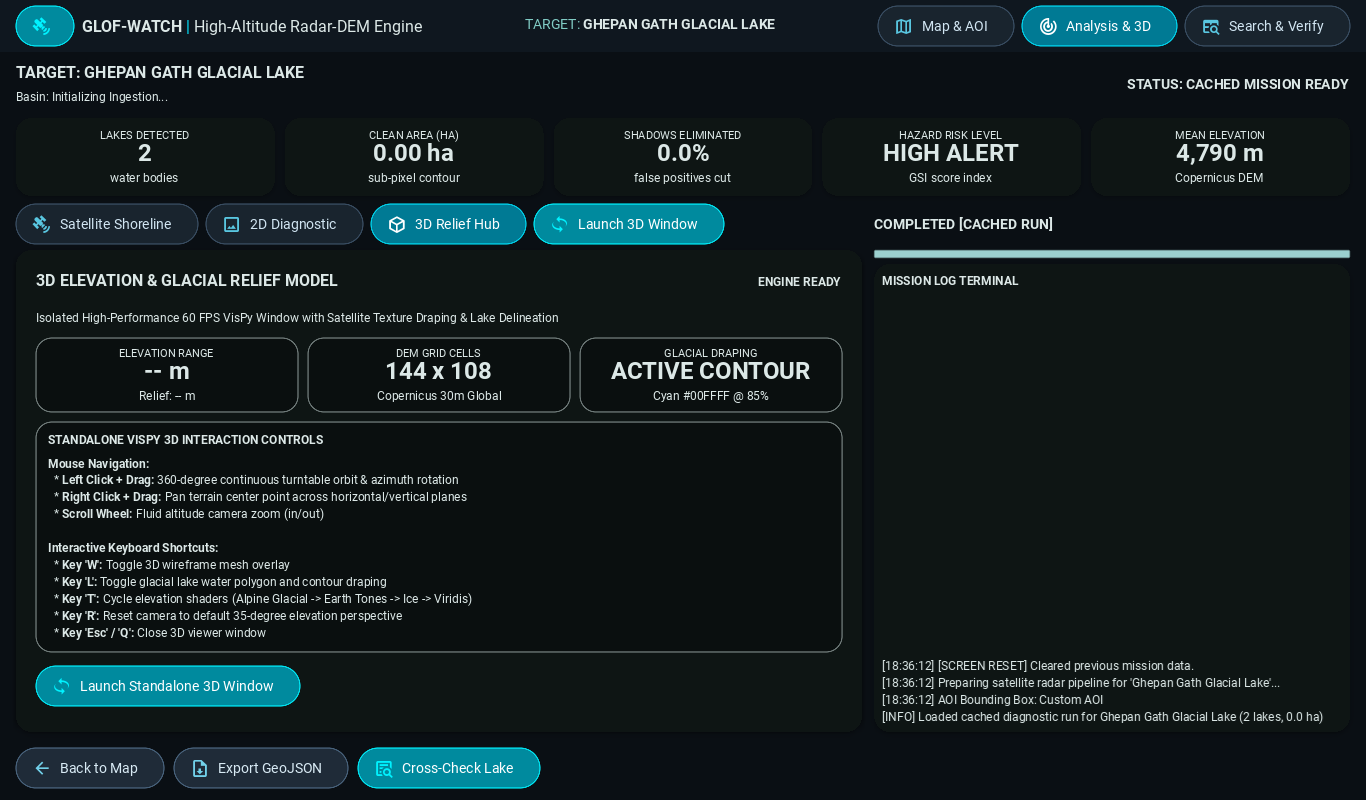 GLOF-WATCH | High-Altitude Radar-DEM Engine
TARGET: GHEPAN GATH GLACIAL LAKE
Map & AOI
Analysis & 3D
Search & Verify
TARGET: GHEPAN GATH GLACIAL LAKE
Basin: Initializing Ingestion...
STATUS: CACHED MISSION READY
LAKES DETECTED
2
water bodies
CLEAN AREA (HA)
0.00 ha
sub-pixel contour
SHADOWS ELIMINATED
0.0%
false positives cut
HAZARD RISK LEVEL
HIGH ALERT
GSI score index
MEAN ELEVATION
4,790 m
Copernicus DEM
Satellite Shoreline
2D Diagnostic
3D Relief Hub
Launch 3D Window
COMPLETED [CACHED RUN]
3D ELEVATION & GLACIAL RELIEF MODEL
ENGINE READY
Isolated High-Performance 60 FPS VisPy Window with Satellite Texture Draping & Lake Delineation
ELEVATION RANGE
-- m
Relief: -- m
DEM GRID CELLS
144 x 108
Copernicus 30m Global
GLACIAL DRAPING
ACTIVE CONTOUR
Cyan #00FFFF @ 85%
STANDALONE VISPY 3D INTERACTION CONTROLS
Mouse Navigation:
* Left Click + Drag: 360-degree continuous turntable orbit & azimuth rotation
* Right Click + Drag: Pan terrain center point across horizontal/vertical planes
* Scroll Wheel: Fluid altitude camera zoom (in/out)
Interactive Keyboard Shortcuts:
* Key 'W': Toggle 3D wireframe mesh overlay
* Key 'L': Toggle glacial lake water polygon and contour draping
* Key 'T': Cycle elevation shaders (Alpine Glacial -> Earth Tones -> Ice -> Viridis)
* Key 'R': Reset camera to default 35-degree elevation perspective
* Key 'Esc' / 'Q': Close 3D viewer window
Launch Standalone 3D Window
MISSION LOG TERMINAL
[18:36:12] [SCREEN RESET] Cleared previous mission data.
[18:36:12] Preparing satellite radar pipeline for 'Ghepan Gath Glacial Lake'...
[18:36:12] AOI Bounding Box: Custom AOI
[INFO] Loaded cached diagnostic run for Ghepan Gath Glacial Lake (2 lakes, 0.0 ha)
Back to Map
Export GeoJSON
Cross-Check Lake